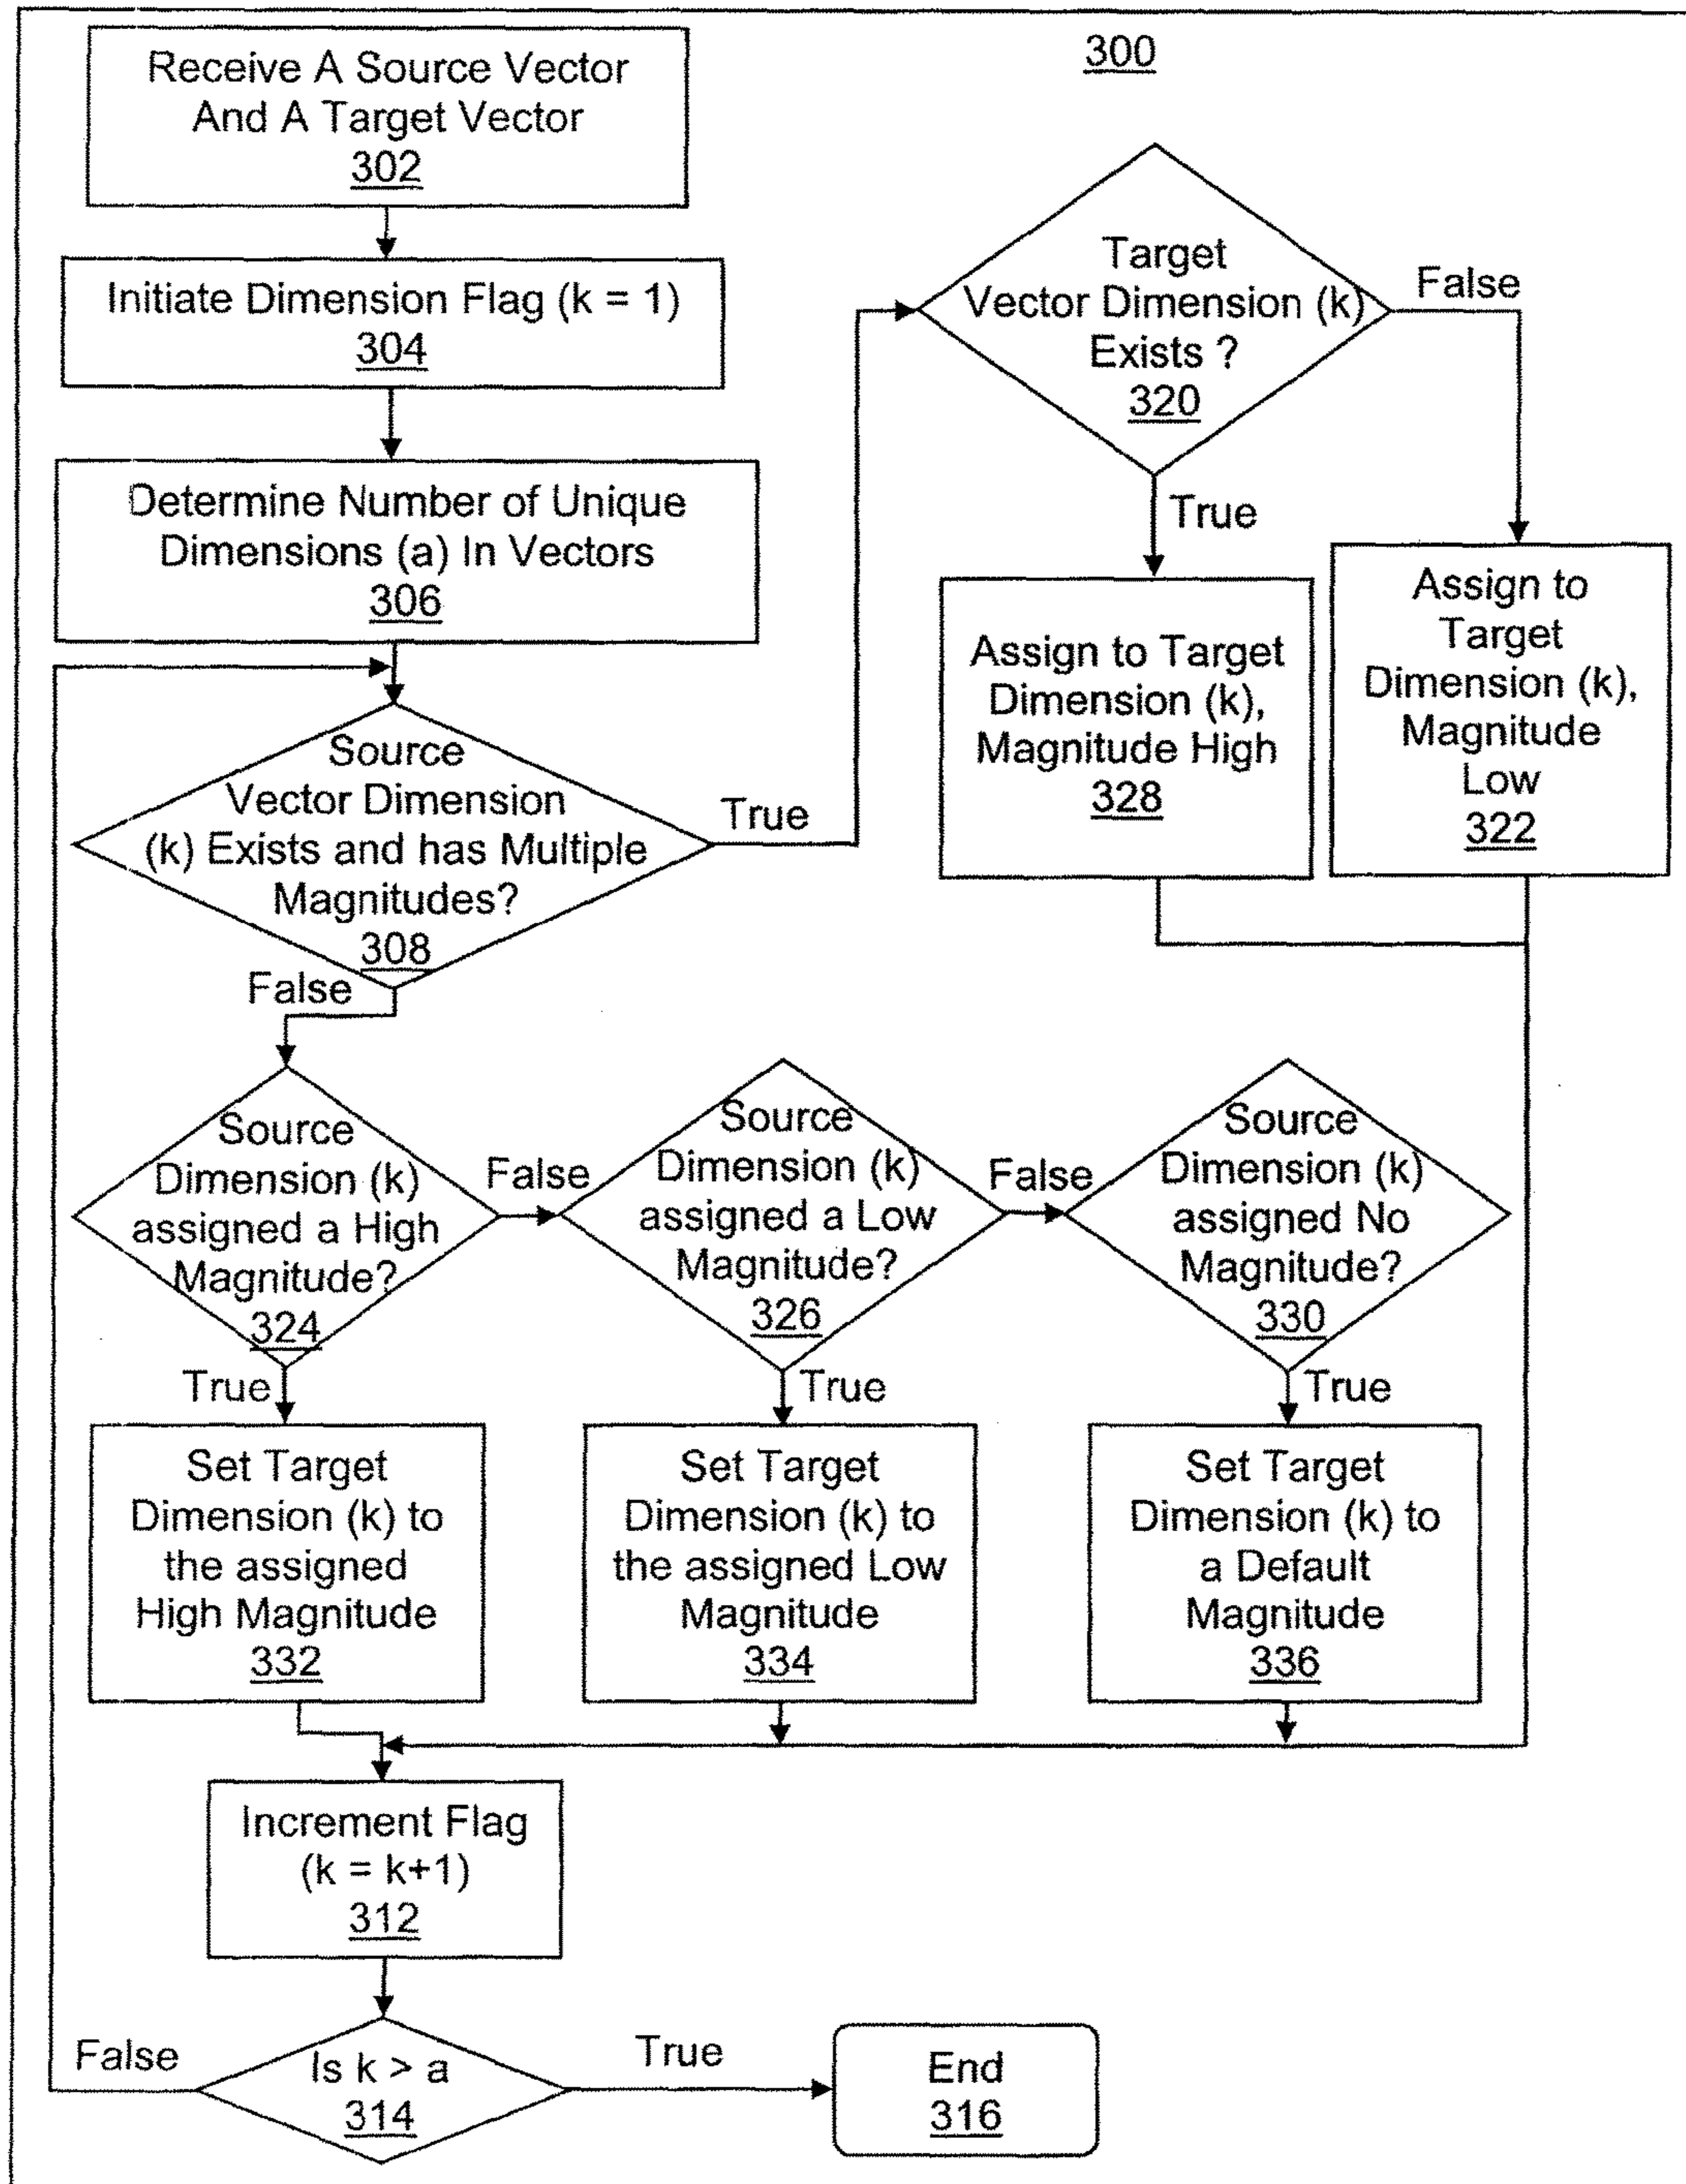 300
Receive A Source Vector
And A Target Vector
302
Initiate Dimension Flag (k = 1)
304
Determine Number of Unique
Dimensions (a) In Vectors
306
Source
Vector Dimension
(k) Exists and has Multiple
Magnitudes?
308
True
False
Target
Vector Dimension (k)
Exists ?
320
False
True
Assign to Target
Dimension (k),
Magnitude High
328
Assign to
Target
Dimension (k),
Magnitude
Low
322
Source
Dimension (k)
assigned a High
Magnitude?
324
False
True
Source
Dimension (k)
assigned a Low
Magnitude?
326
False
True
Source
Dimension (k)
assigned No
Magnitude?
330
True
Set Target
Dimension (k) to
the assigned
High Magnitude
332
Set Target
Dimension (k) to
the assigned Low
Magnitude
334
Set Target
Dimension (k) to
a Default
Magnitude
336
Increment Flag
(k = k+1)
312
Is k > a
314
False
True
End
316